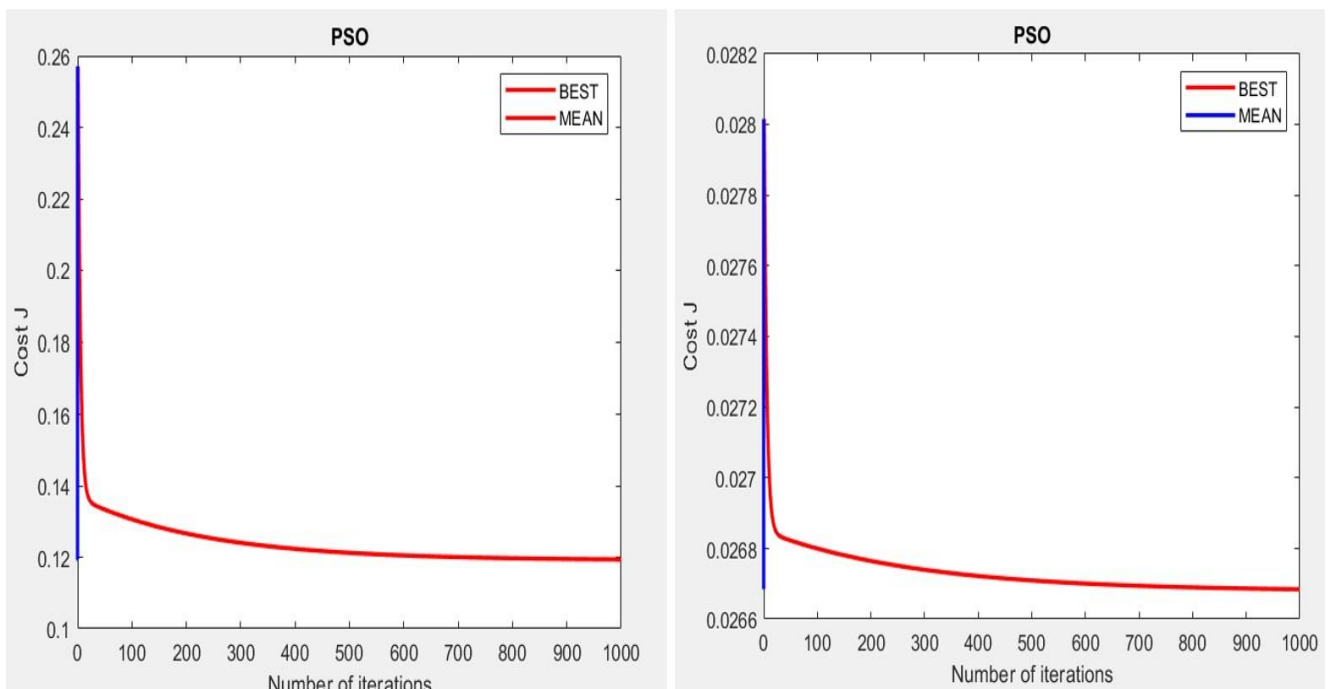 PSO
BEST
MEAN
Cost J
0.26
0.24
0.22
0.2
0.18
0.16
0.14
0.12
0.1
0 100 200 300 400 500 600 700 800 900 1000
Number of iterations
PSO
BEST
MEAN
Cost J
0.0282
0.028
0.0278
0.0276
0.0274
0.0272
0.027
0.0268
0.0266
0 100 200 300 400 500 600 700 800 900 1000
Number of iterations